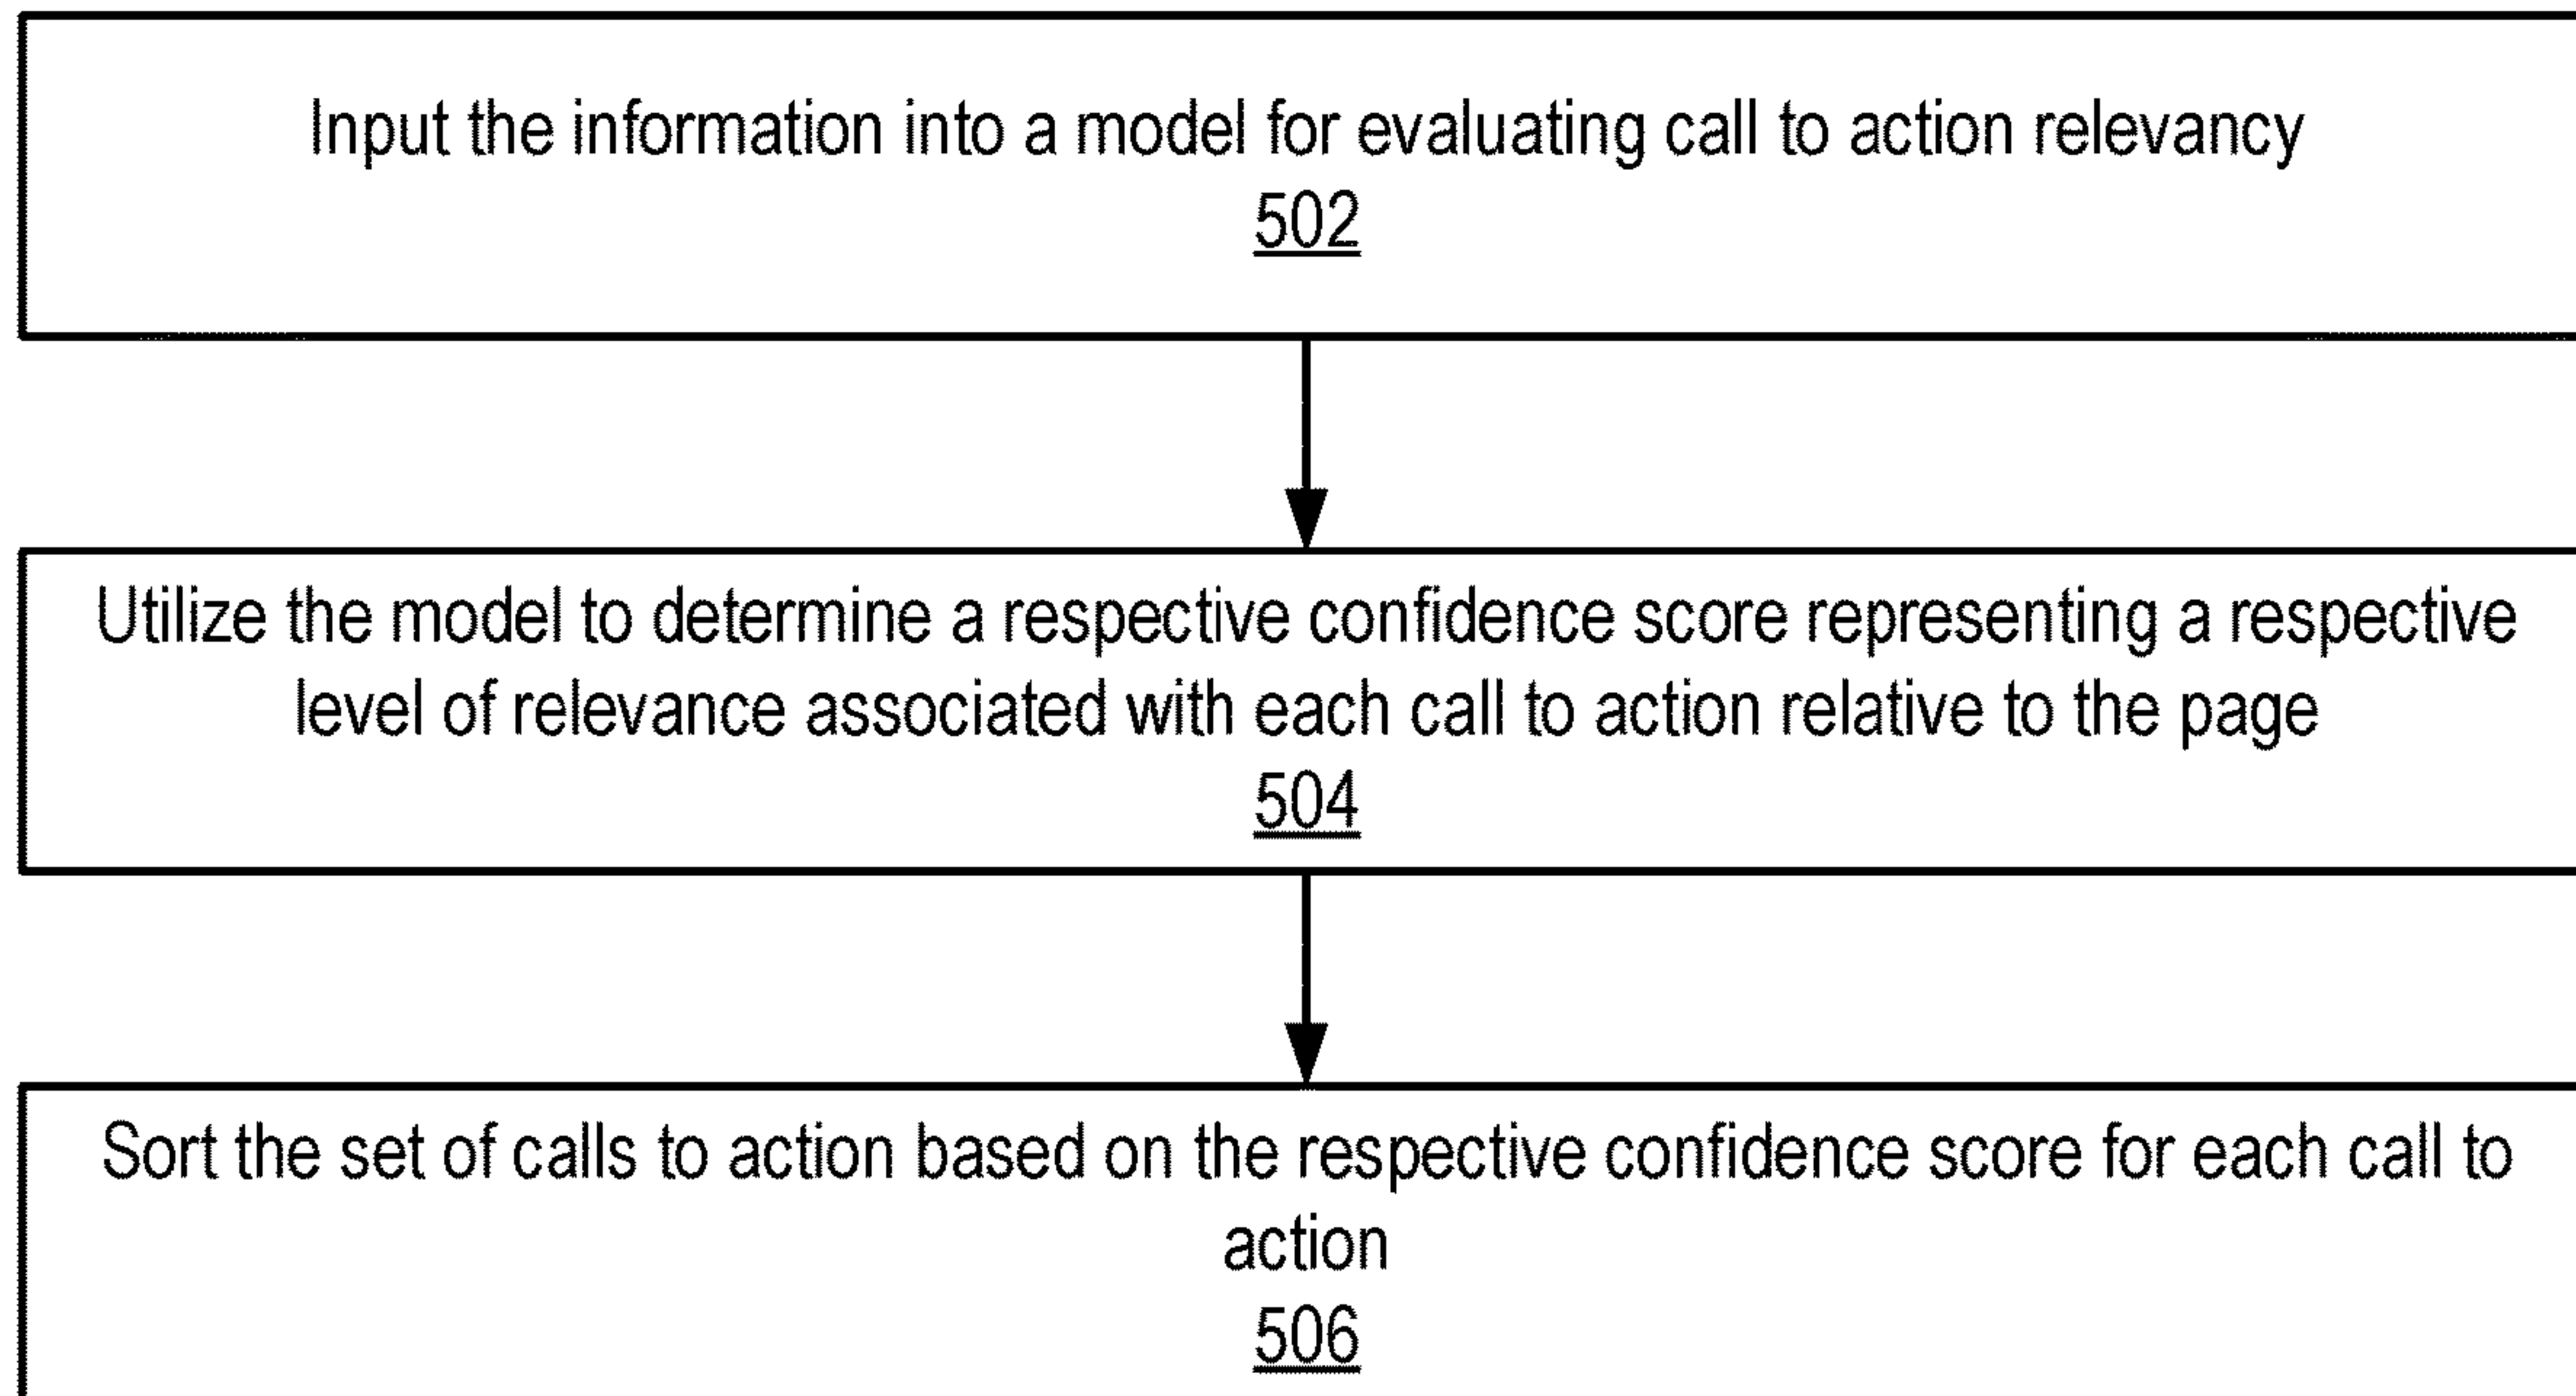 Input the information into a model for evaluating call to action relevancy
502
Utilize the model to determine a respective confidence score representing a respective
level of relevance associated with each call to action relative to the page
504
Sort the set of calls to action based on the respective confidence score for each call to
action
506